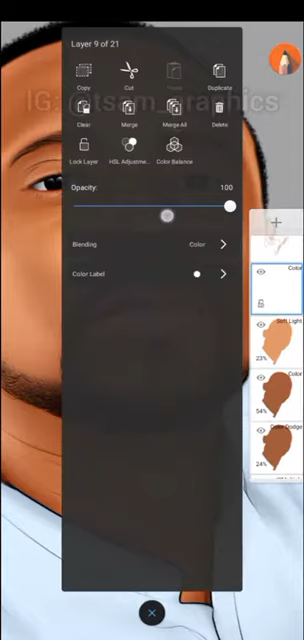 Layer 9 of 21
Copy Cut Paste Duplicate
IG: @tsam_graphics
Clear Merge Merge All Delete
Lock Layer HSL Adjustme... Color Balance
Opacity: 100
Blending Color
Color Label
Color
Soft Light
23%
Color
54%
Color Dodge
24%